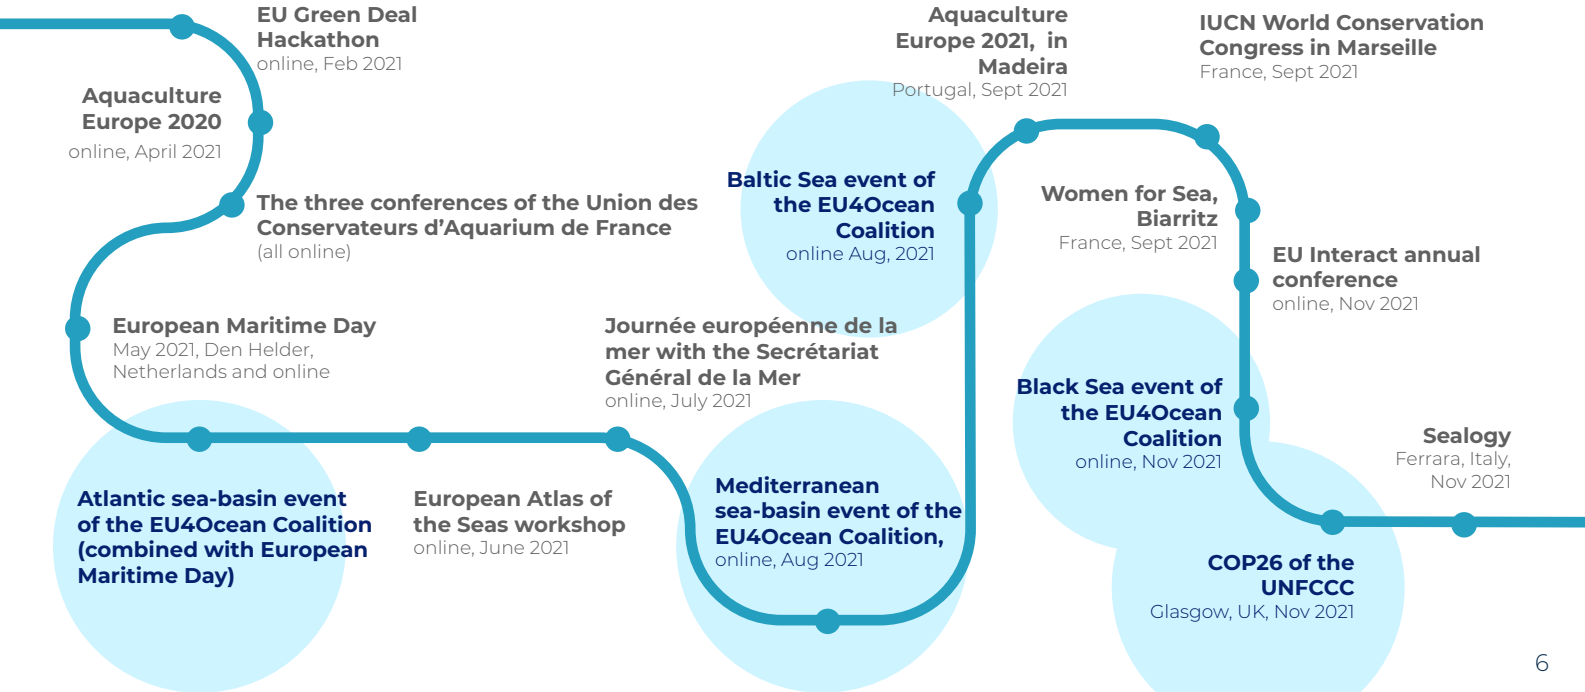 EU Green Deal
Hackathon
online, Feb 2021
Aquaculture
Europe 2020
online, April 2021
The three conferences of the Union des
Conservateurs d’Aquarium de France
(all online)
European Maritime Day
May 2021, Den Helder,
Netherlands and online
Atlantic sea-basin event
of the EU4Ocean Coalition
(combined with European
Maritime Day)
European Atlas of
the Seas workshop
online, June 2021
Journée européenne de la
mer with the Secrétariat
Général de la Mer
online, July 2021
Mediterranean
sea-basin event of the
EU4Ocean Coalition,
online, Aug 2021
Baltic Sea event of
the EU4Ocean
Coalition
online Aug, 2021
Aquaculture
Europe 2021, in
Madeira
Portugal, Sept 2021
IUCN World Conservation
Congress in Marseille
France, Sept 2021
Women for Sea,
Biarritz
France, Sept 2021
EU Interact annual
conference
online, Nov 2021
Black Sea event of
the EU4Ocean
Coalition
online, Nov 2021
COP26 of the
UNFCCC
Glasgow, UK, Nov 2021
Sealogy
Ferrara, Italy,
Nov 2021
6